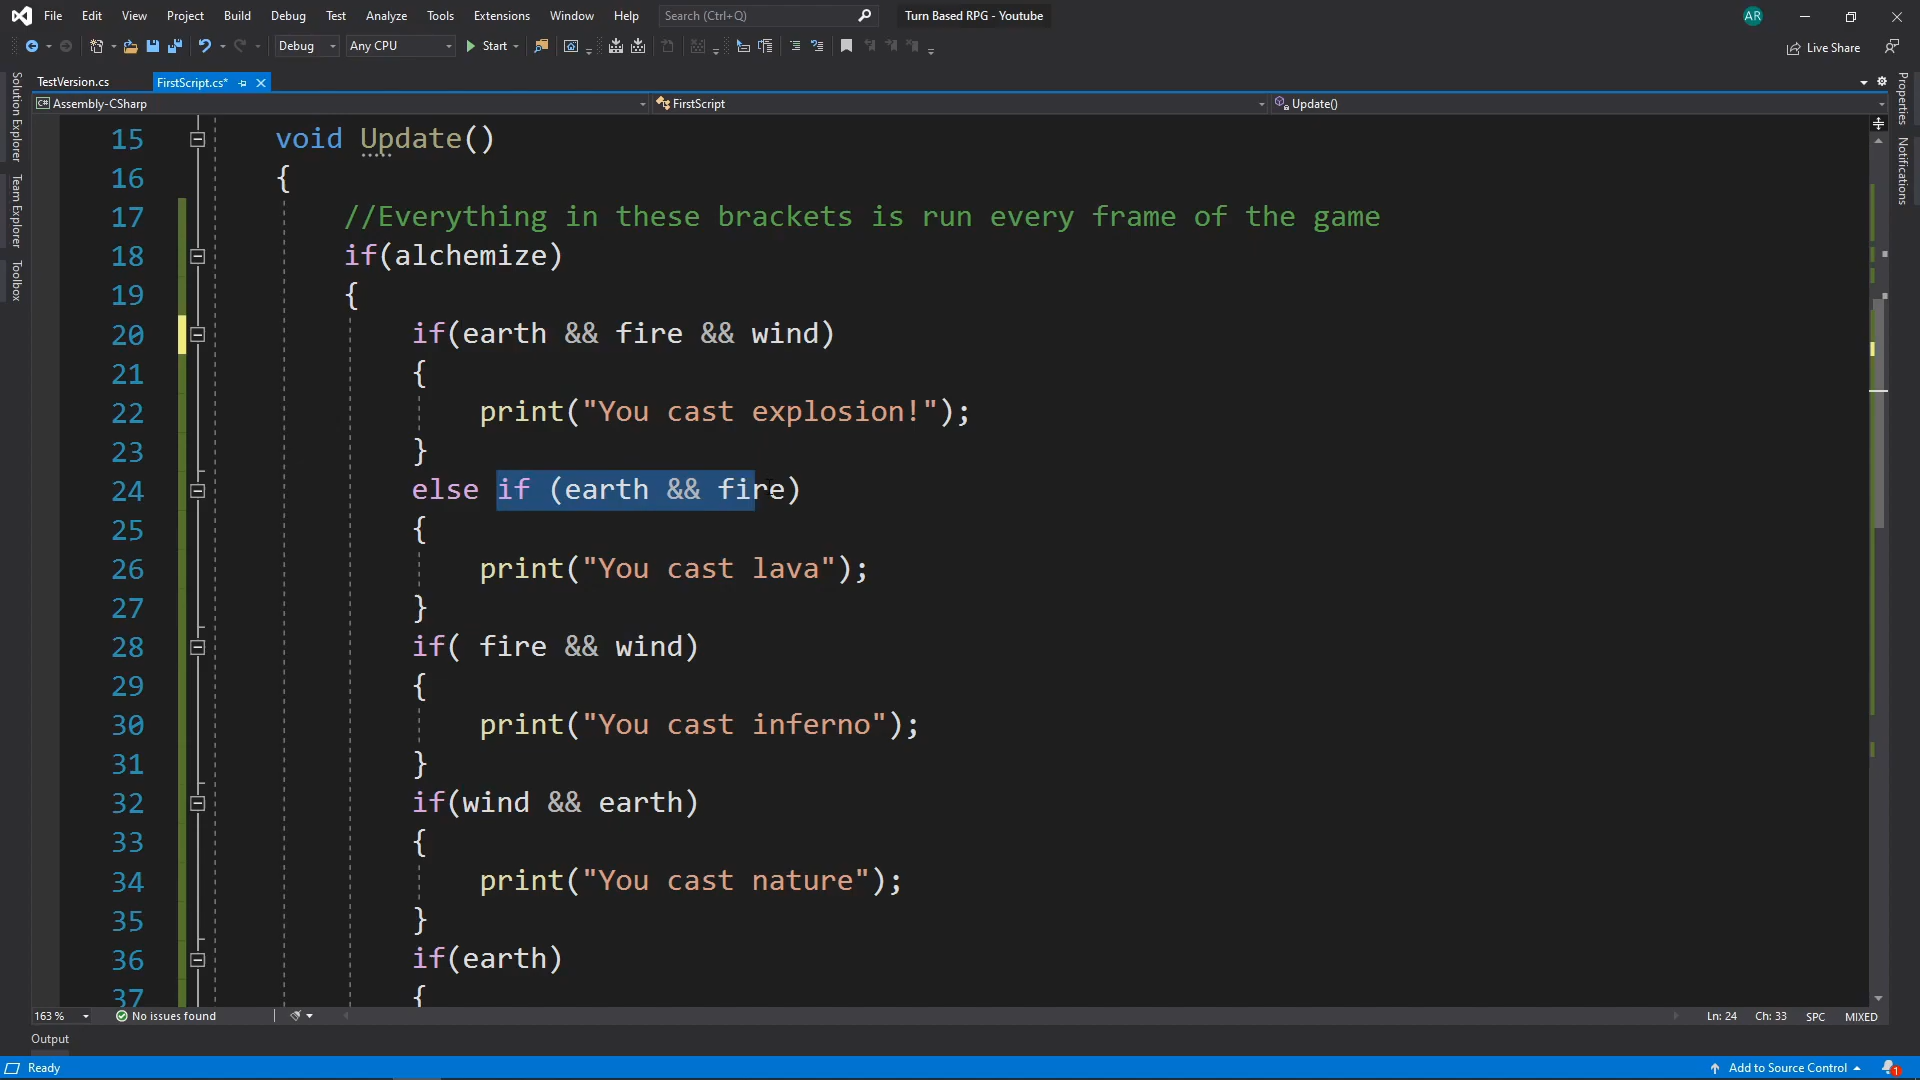 File Edit View Project Build Debug Test Analyze Tools Extensions Window Help Search (Ctrl+Q) Turn Based RPG - Youtube AR
Debug Any CPU Start Live Share
TestVersion.cs FirstScript.cs*
Assembly-CSharp FirstScript Update()
Solution Explorer
Team Explorer
Toolbox
Properties
Notifications
15 void Update()
16 {
17 //Everything in these brackets is run every frame of the game
18 if(alchemize)
19 {
20 if(earth && fire && wind)
21 {
22 print("You cast explosion!");
23 }
24 else if (earth && fire)
25 {
26 print("You cast lava");
27 }
28 if( fire && wind)
29 {
30 print("You cast inferno");
31 }
32 if(wind && earth)
33 {
34 print("You cast nature");
35 }
36 if(earth)
37 {
163 % No issues found Ln: 24 Ch: 33 SPC MIXED
Output
Ready Add to Source Control 1